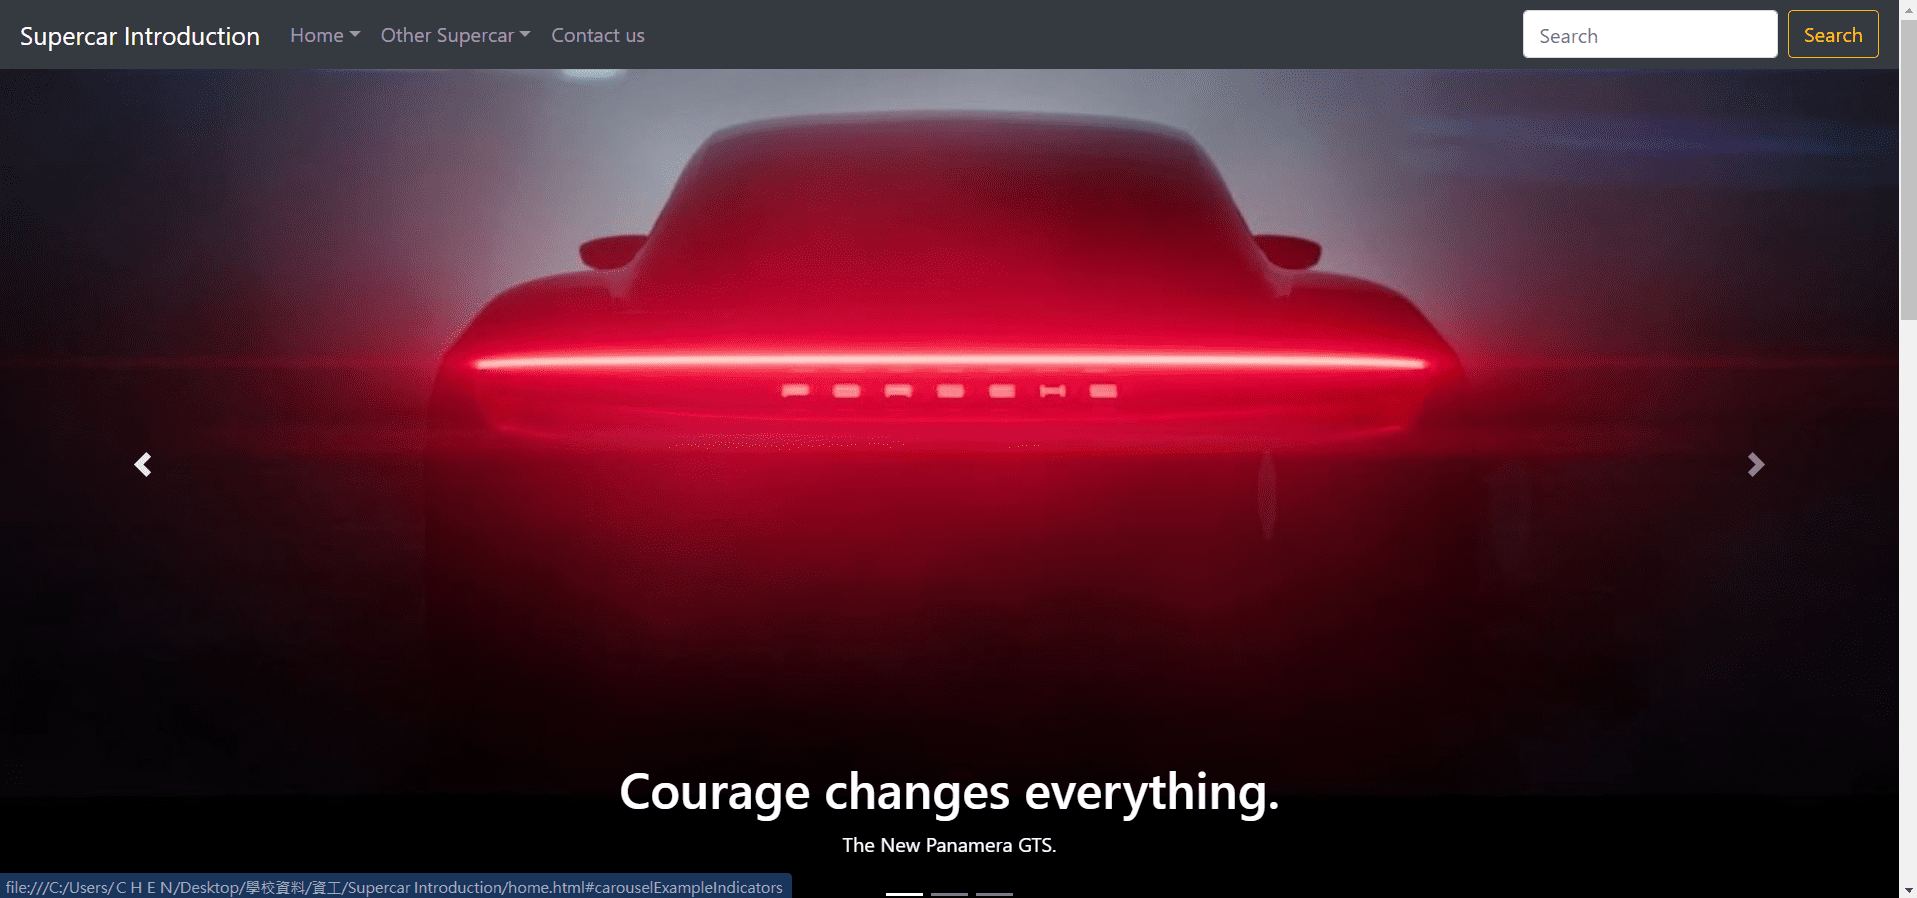 Supercar Introduction
Home
Other Supercar
Contact us
Search
Search
Courage changes everything.
The New Panamera GTS.
file:///C:/Users/C H E N/Desktop/學校資料/資工/Supercar Introduction/home.html#carouselExampleIndicators